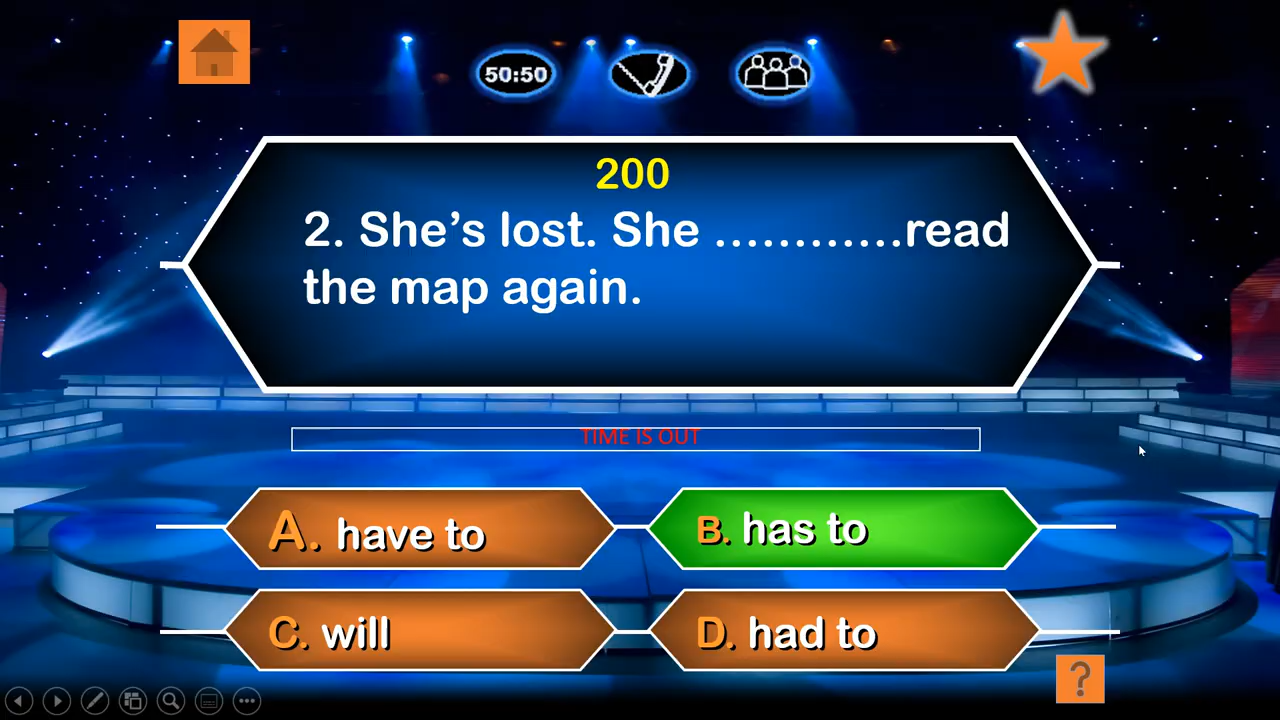 50:50
200
2. She’s lost. She ............read
the map again.
TIME IS OUT
A. have to
B. has to
C. will
D. had to
?